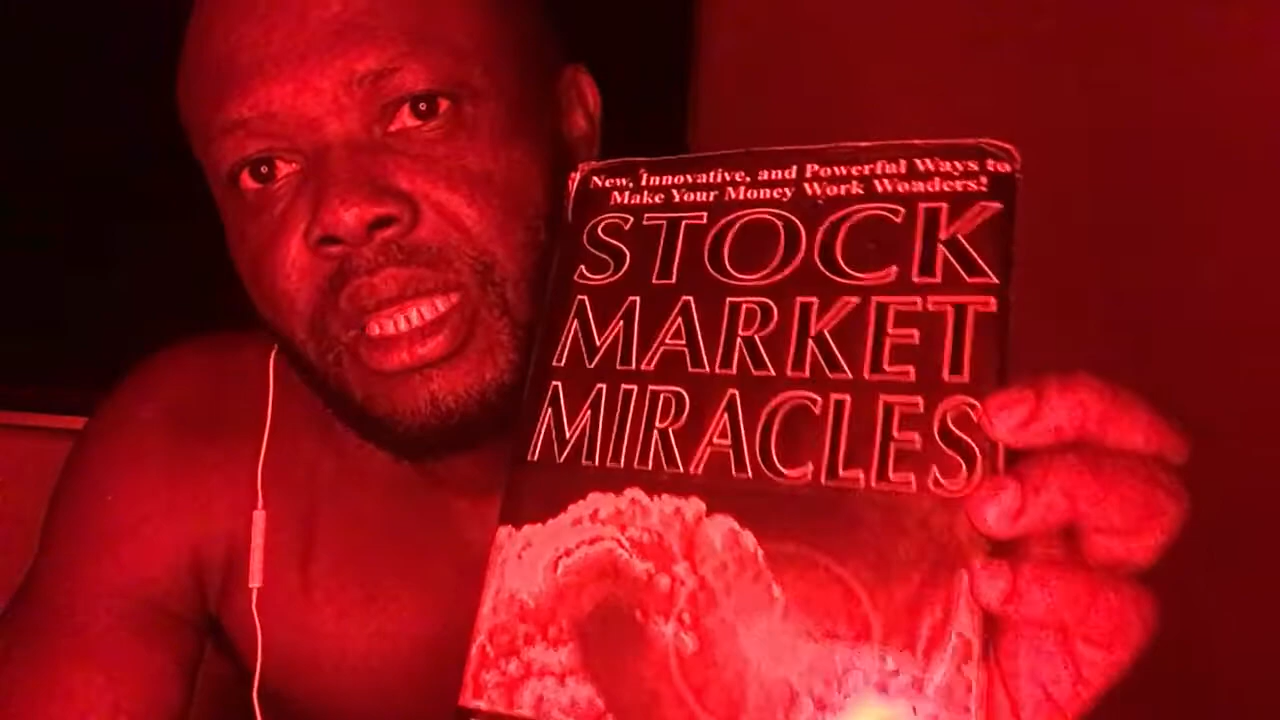 New, Innovative, and Powerful Ways to
Make Your Money Work Wonders!
STOCK
MARKET
MIRACLES